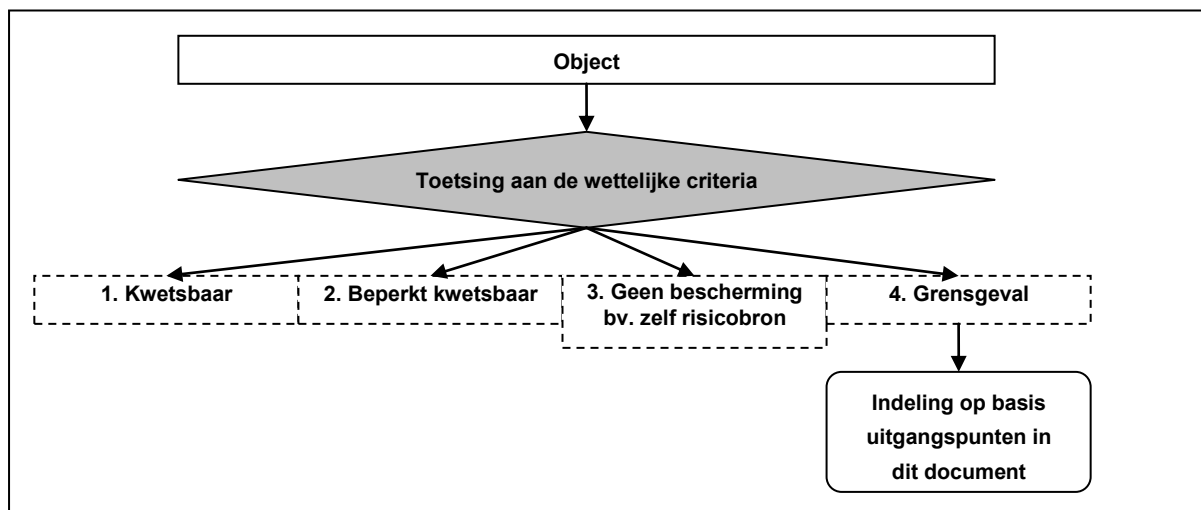 Object
Toetsing aan de wettelijke criteria
1. Kwetsbaar
2. Beperkt kwetsbaar
3. Geen bescherming
bv. zelf risicobron
4. Grensgeval
Indeling op basis
uitgangspunten in
dit document